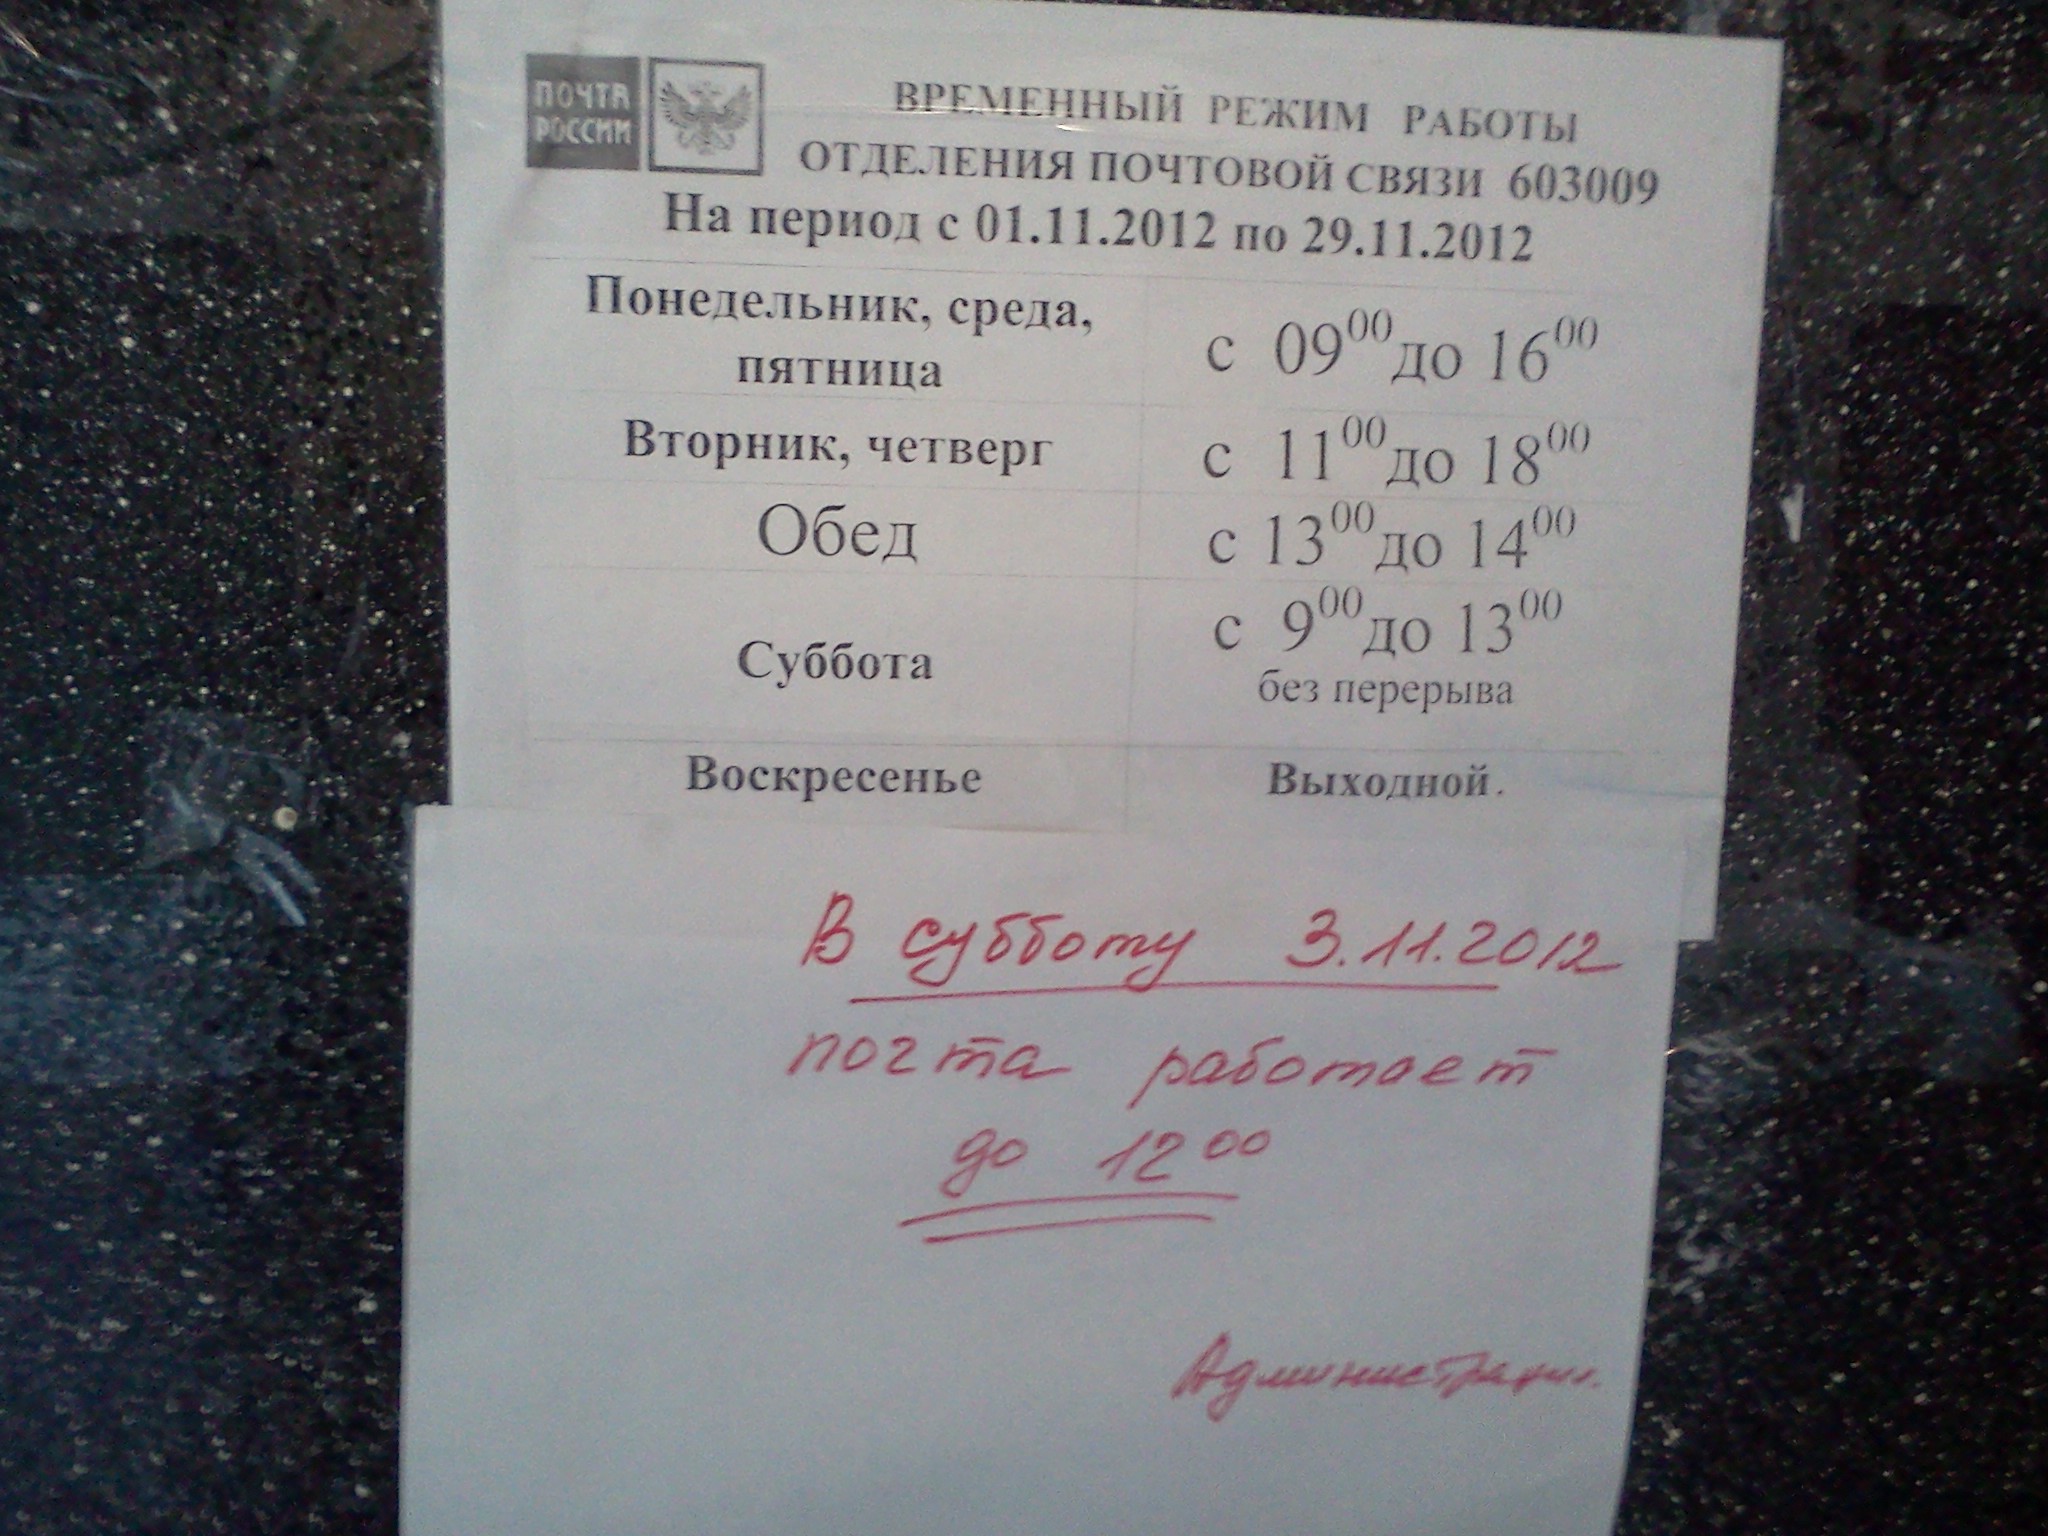 ПОЧТА
РОССИИ
ВРЕМЕННЫЙ РЕЖИМ РАБОТЫ
ОТДЕЛЕНИЯ ПОЧТОВОЙ СВЯЗИ 603009
На период с 01.11.2012 по 29.11.2012
Понедельник, среда,
пятница
с 09⁰⁰ до 16⁰⁰
Вторник, четверг
с 11⁰⁰ до 18⁰⁰
Обед
с 13⁰⁰ до 14⁰⁰
Суббота
с 9⁰⁰ до 13⁰⁰
без перерыва
Воскресенье
Выходной.
В субботу 3.11.2012
почта работает
до 12⁰⁰
Администрация.